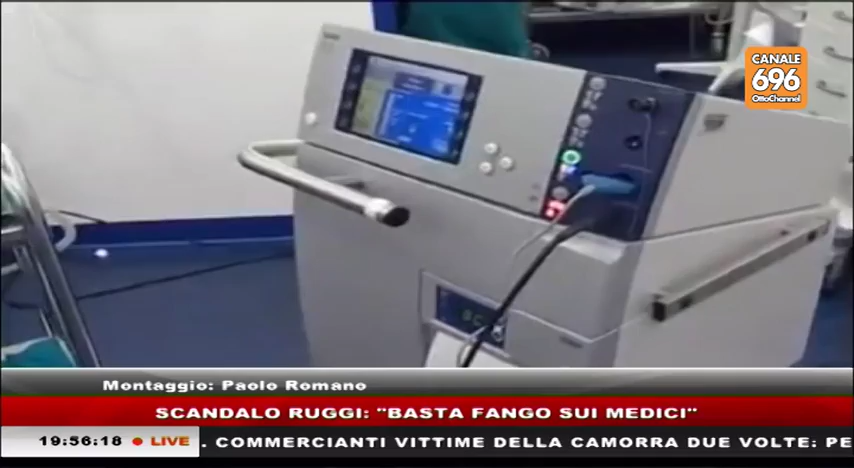 CANALE
696
OttoChannel
Montaggio: Paolo Romano
SCANDALO RUGGI: "BASTA FANGO SUI MEDICI"
19:56:18 ● LIVE . COMMERCIANTI VITTIME DELLA CAMORRA DUE VOLTE: PE